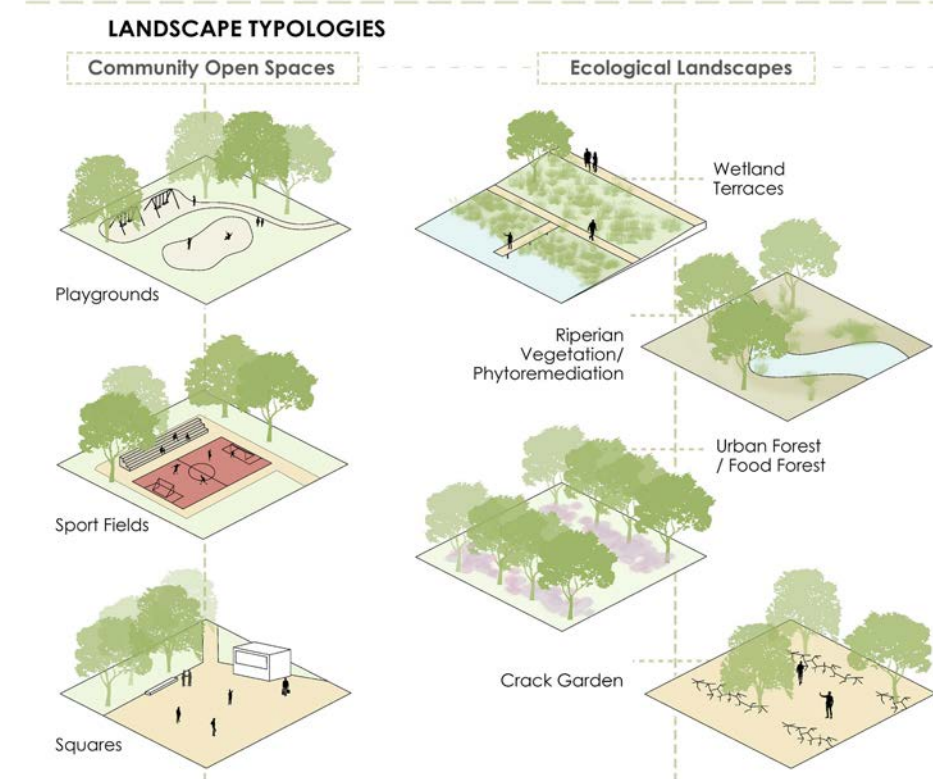 LANDSCAPE TYPOLOGIES
Community Open Spaces
Ecological Landscapes
Playgrounds
Sport Fields
Squares
Wetland
Terraces
Riperian
Vegetation/
Phytoremediation
Urban Forest
/ Food Forest
Crack Garden